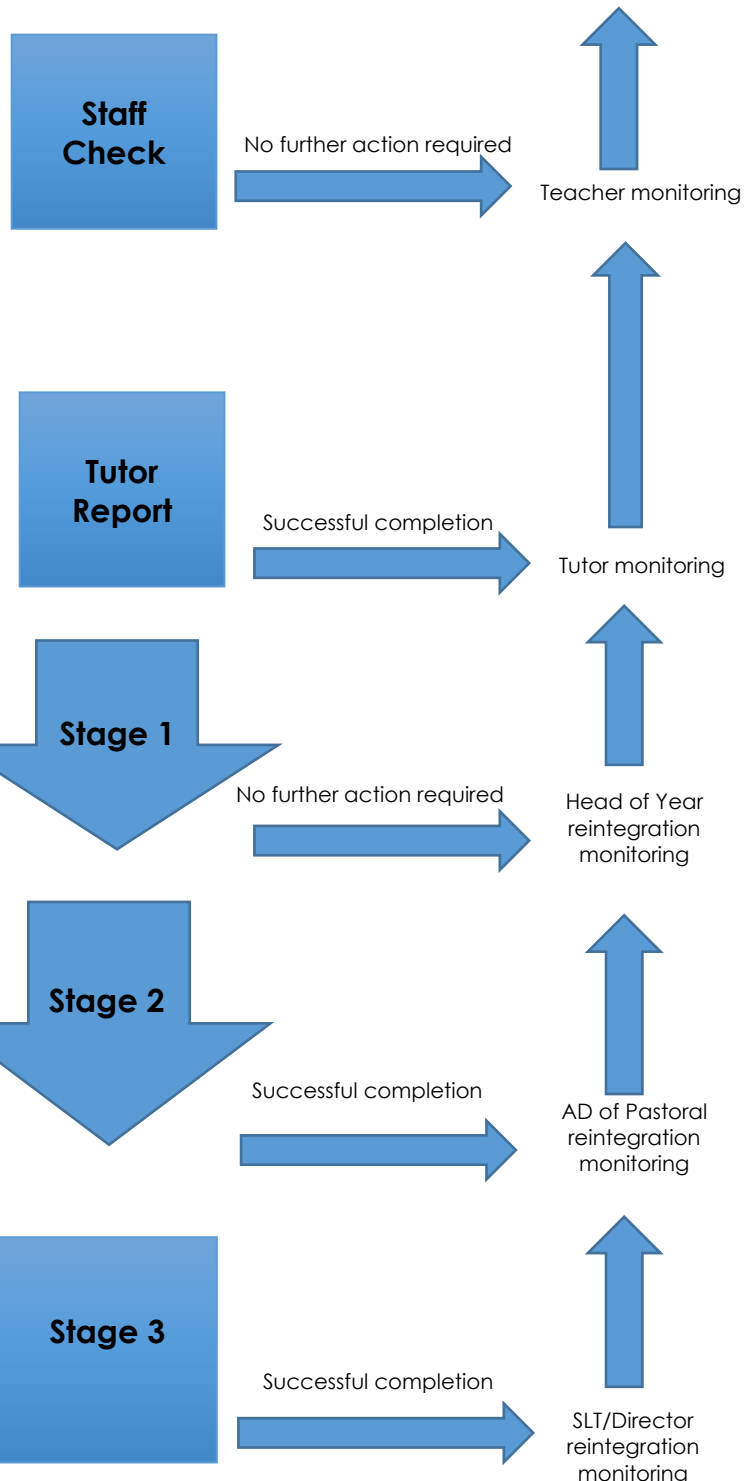 Staff
Check
No further action required
Teacher monitoring
Tutor
Report
Successful completion
Tutor monitoring
Stage 1
No further action required
Head of Year
reintegration
monitoring
Stage 2
Successful completion
AD of Pastoral
reintegration
monitoring
Stage 3
Successful completion
SLT/Director
reintegration
monitoring